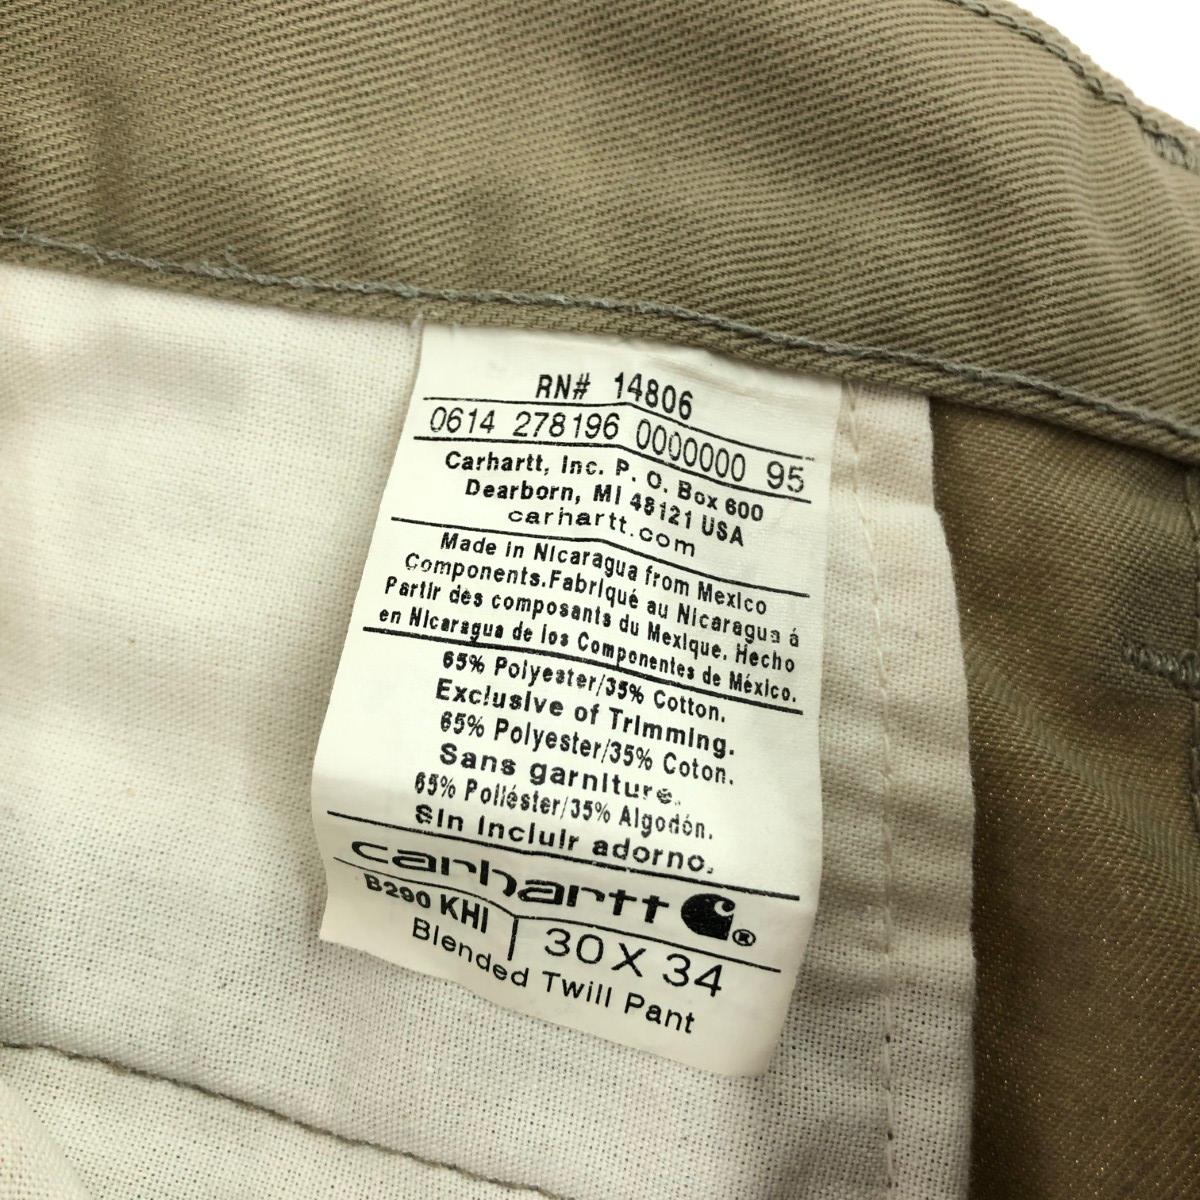 RN# 14806
0614 278196 0000000 95
Carhartt, Inc. P. O. Box 600
Dearborn, MI 48121 USA
carhartt.com
Made in Nicaragua from Mexico
Components.Fabriqué au Nicaragua á
Partir des composants du Mexique. Hecho
en Nicaragua de los Componentes de México.
65% Polyester/35% Cotton.
Exclusive of Trimming.
65% Polyester/35% Coton.
Sans garniture.
65% Poliéster/35% Algodón.
Sin incluir adorno.
carhartt ®
B290 KHI | 30 X 34
Blended Twill Pant